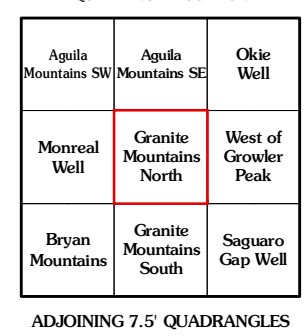 Aguila
Mountains SW
Aguila
Mountains SE
Okie
Well
Monreal
Well
Granite
Mountains
North
West of
Growler
Peak
Bryan
Mountains
Granite
Mountains
South
Saguaro
Gap Well
ADJOINING 7.5' QUADRANGLES